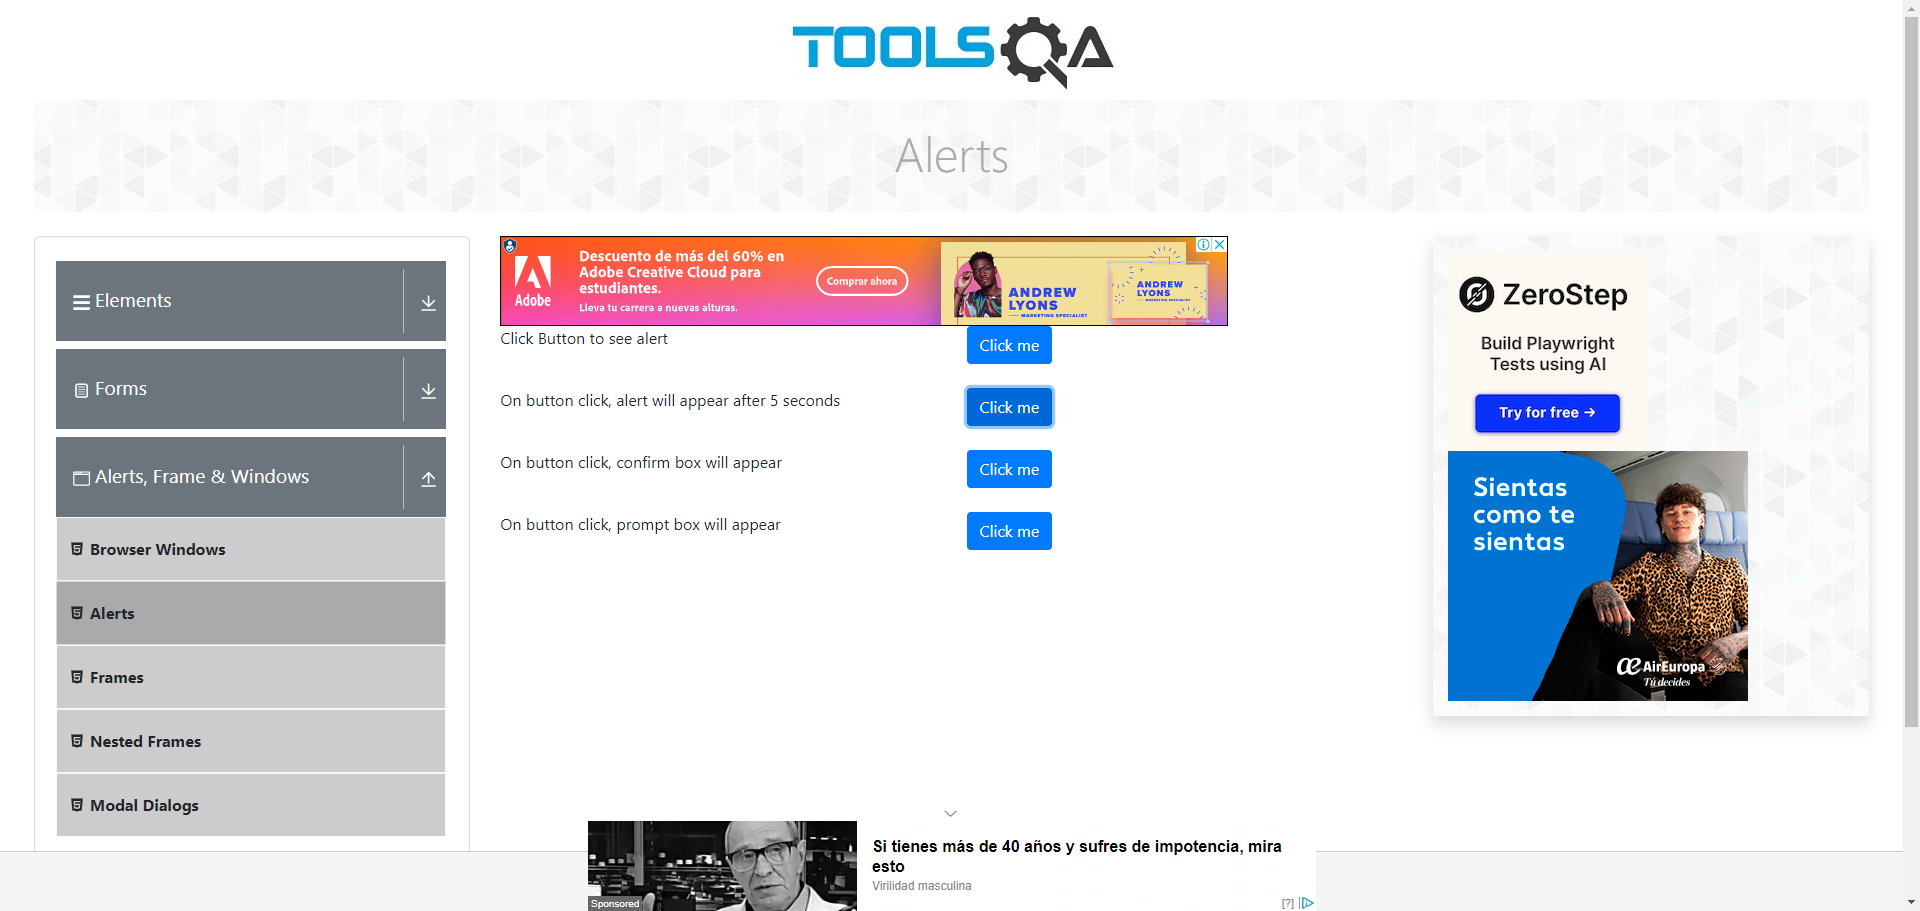 TOOLSQA
Alerts
Elements
Forms
Alerts, Frame & Windows
Browser Windows
Alerts
Frames
Nested Frames
Modal Dialogs
Adobe
Descuento de más del 60% en
Adobe Creative Cloud para
estudiantes.
Lleva tu carrera a nuevas alturas.
Comprar ahora
ANDREW
LYONS
MARKETING SPECIALIST
ANDREW
LYONS
MARKETING SPECIALIST
Click Button to see alert
Click me
On button click, alert will appear after 5 seconds
Click me
On button click, confirm box will appear
Click me
On button click, prompt box will appear
Click me
ZeroStep
Build Playwright
Tests using AI
Try for free →
Sientas
como te
sientas
AirEuropa
Tú decides
Si tienes más de 40 años y sufres de impotencia, mira
esto
Virilidad masculina
Sponsored
[?]